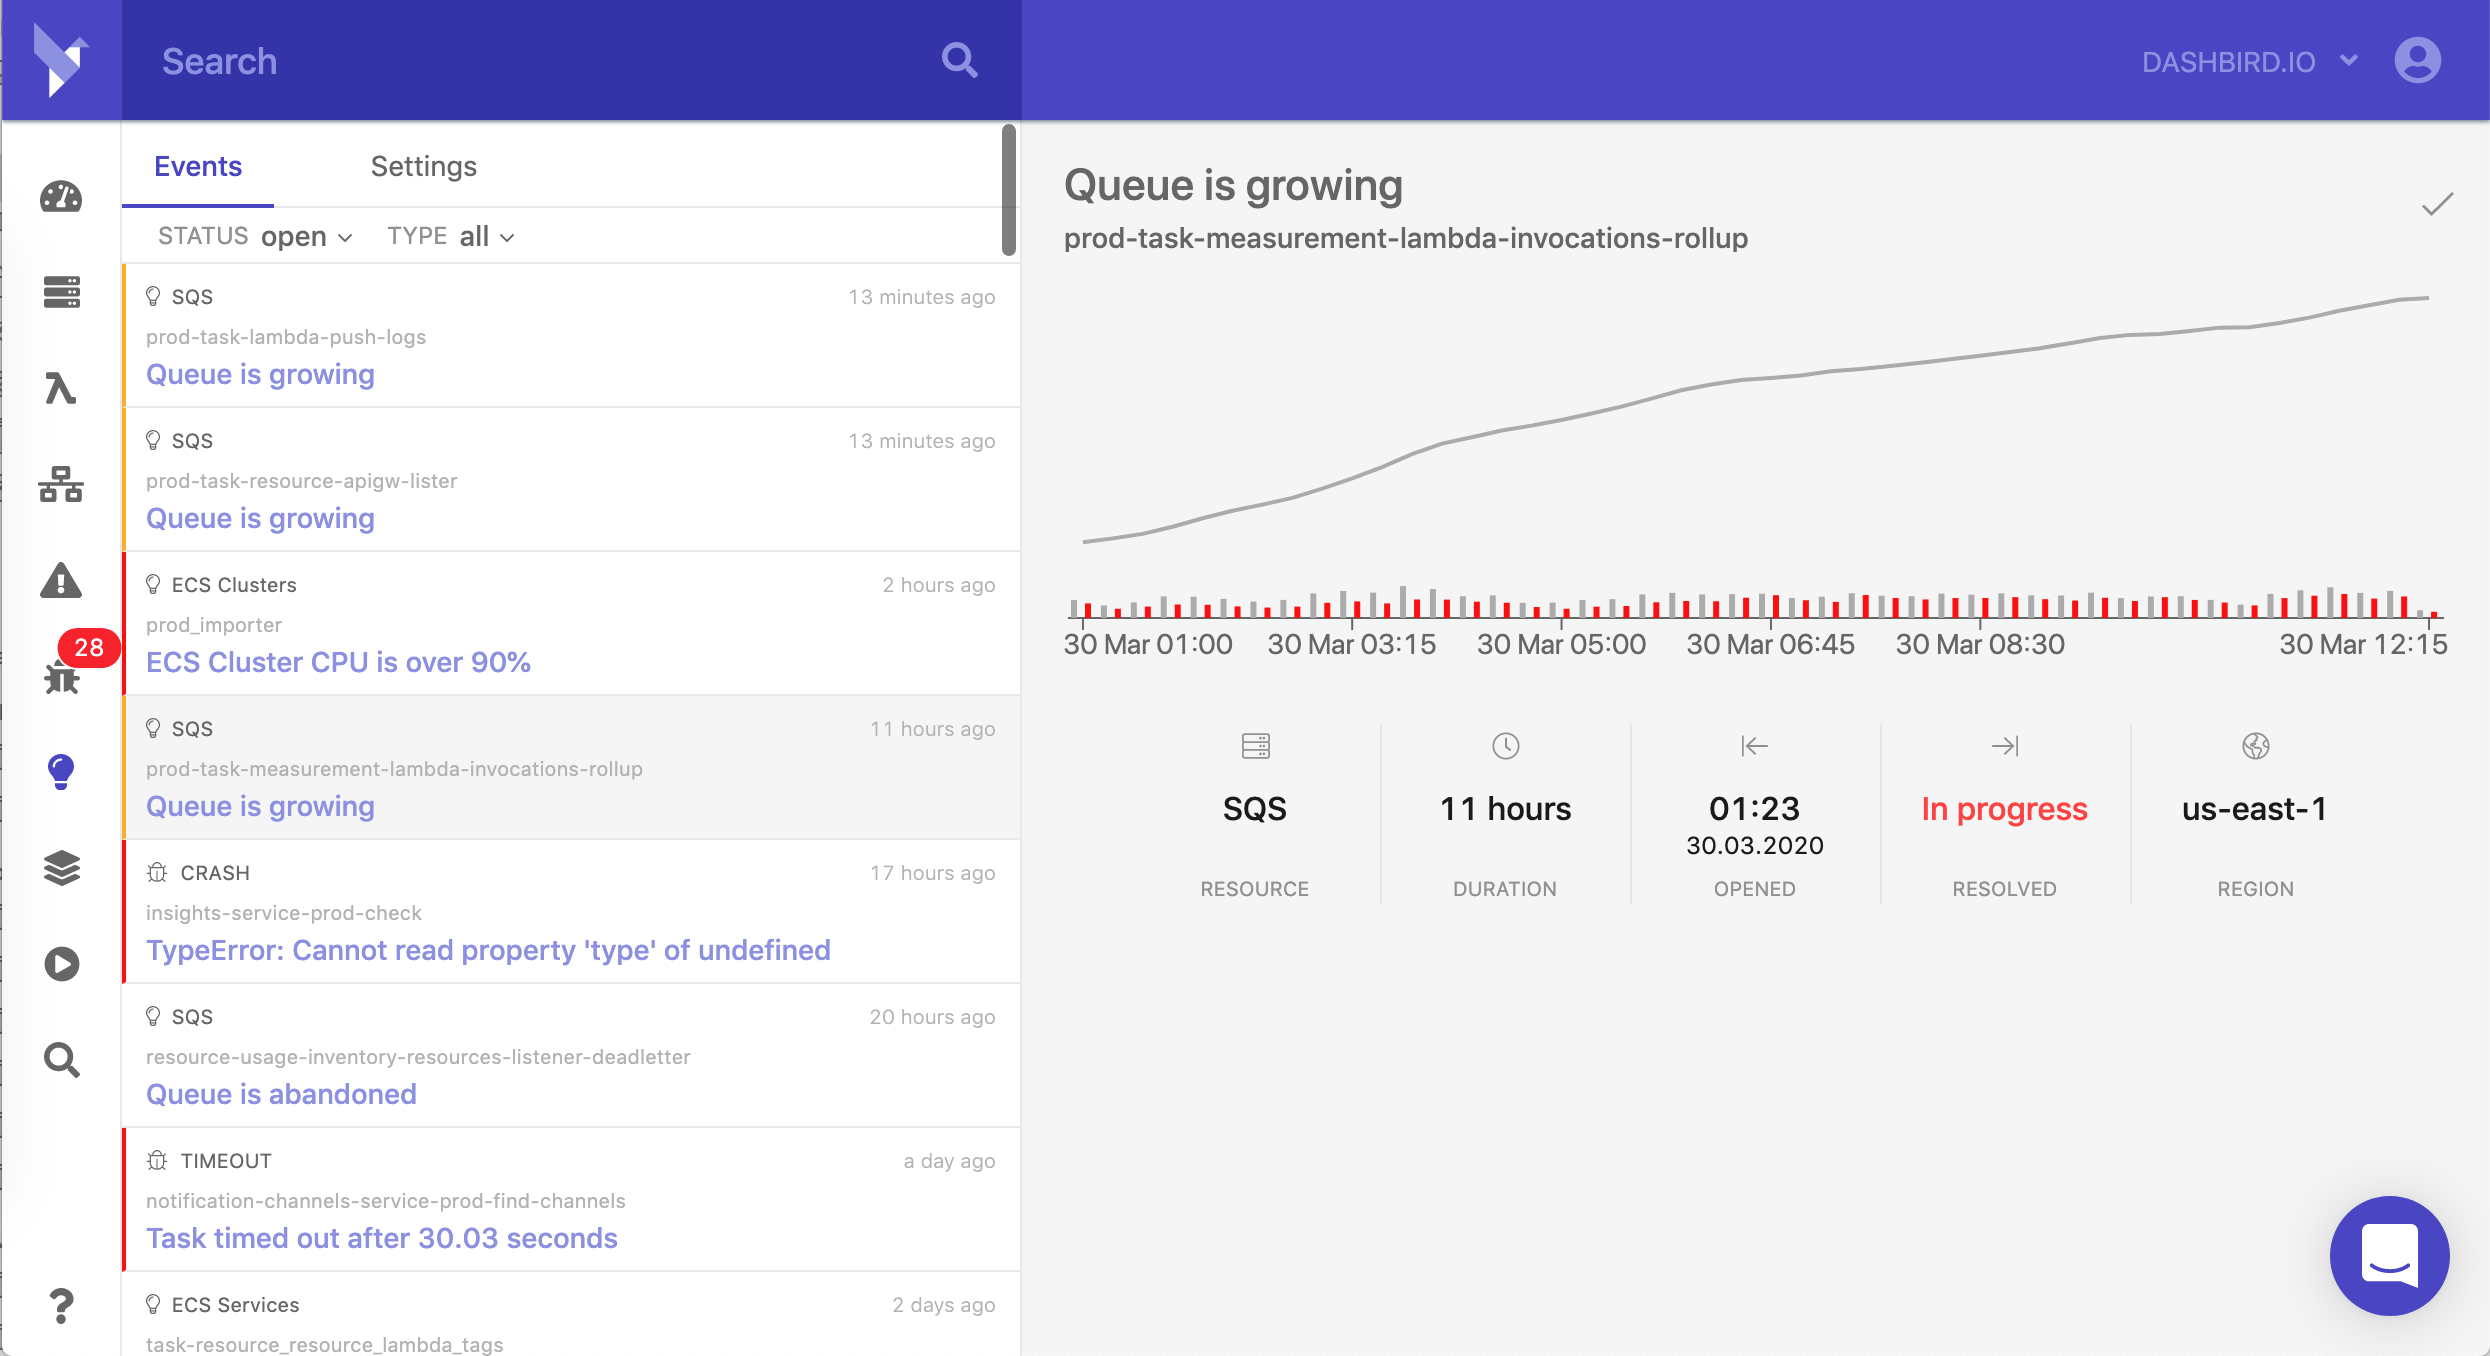 Search
DASHBIRD.IO
Events Settings
STATUS open TYPE all
SQS 13 minutes ago
prod-task-lambda-push-logs
Queue is growing
SQS 13 minutes ago
prod-task-resource-apigw-lister
Queue is growing
ECS Clusters 2 hours ago
prod_importer
ECS Cluster CPU is over 90%
28
SQS 11 hours ago
prod-task-measurement-lambda-invocations-rollup
Queue is growing
CRASH 17 hours ago
insights-service-prod-check
TypeError: Cannot read property 'type' of undefined
SQS 20 hours ago
resource-usage-inventory-resources-listener-deadletter
Queue is abandoned
TIMEOUT a day ago
notification-channels-service-prod-find-channels
Task timed out after 30.03 seconds
ECS Services 2 days ago
task-resource_resource_lambda_tags
Queue is growing
prod-task-measurement-lambda-invocations-rollup
30 Mar 01:00 30 Mar 03:15 30 Mar 05:00 30 Mar 06:45 30 Mar 08:30 30 Mar 12:15
SQS 11 hours 01:23 In progress us-east-1
30.03.2020
RESOURCE DURATION OPENED RESOLVED REGION